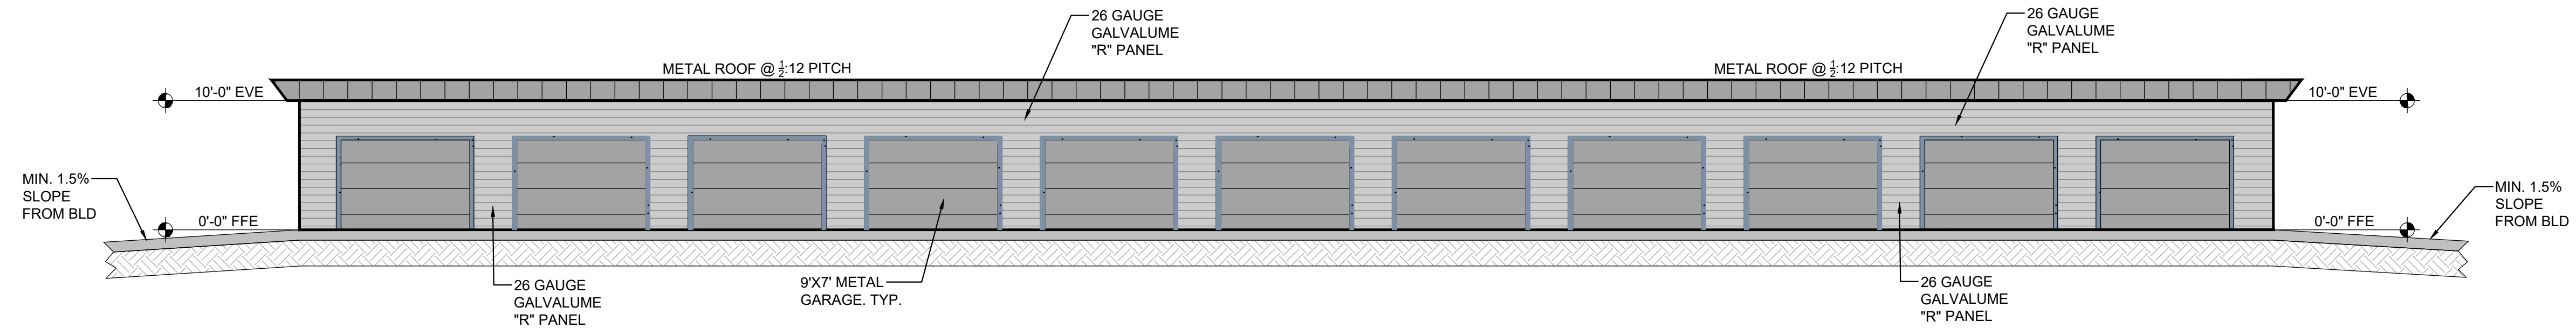 26 GAUGE
GALVALUME
"R" PANEL
26 GAUGE
GALVALUME
"R" PANEL
METAL ROOF @ ½:12 PITCH
METAL ROOF @ ½:12 PITCH
10'-0" EVE
10'-0" EVE
MIN. 1.5%
SLOPE
FROM BLD
0'-0" FFE
0'-0" FFE
MIN. 1.5%
SLOPE
FROM BLD
26 GAUGE
GALVALUME
"R" PANEL
9'X7' METAL
GARAGE. TYP.
26 GAUGE
GALVALUME
"R" PANEL